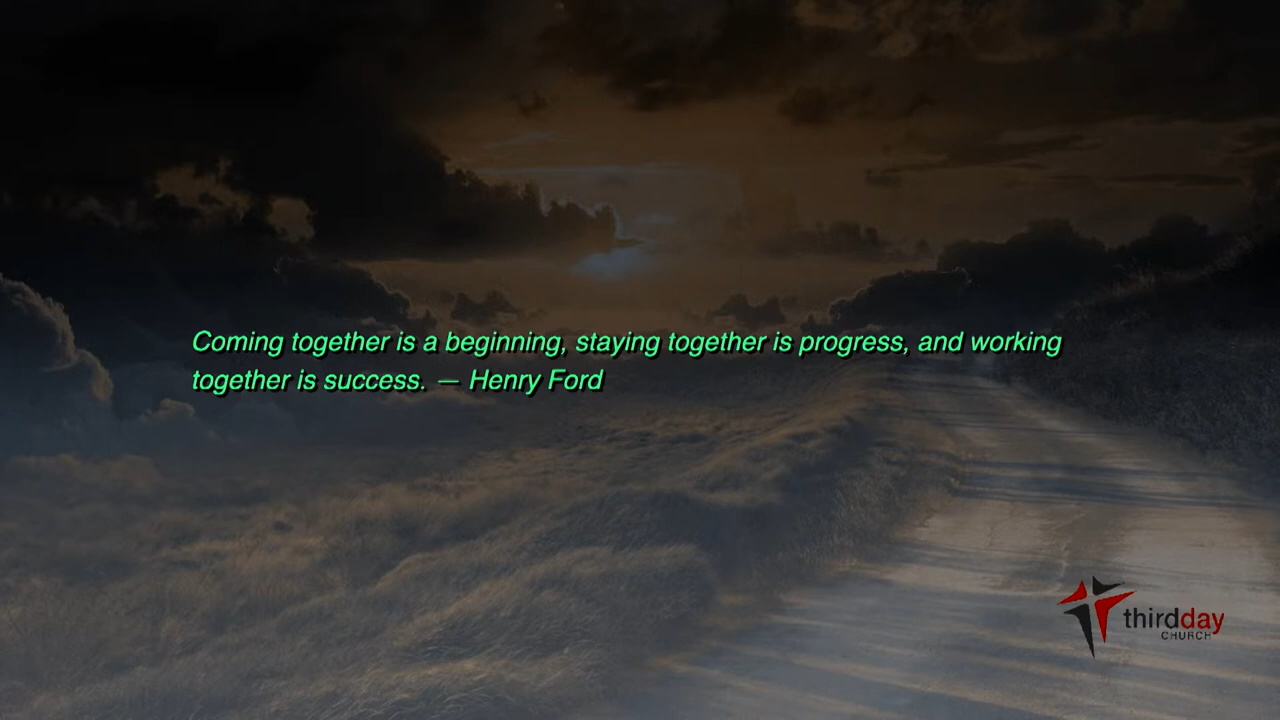 Coming together is a beginning, staying together is progress, and working
together is success. — Henry Ford
thirdday
CHURCH